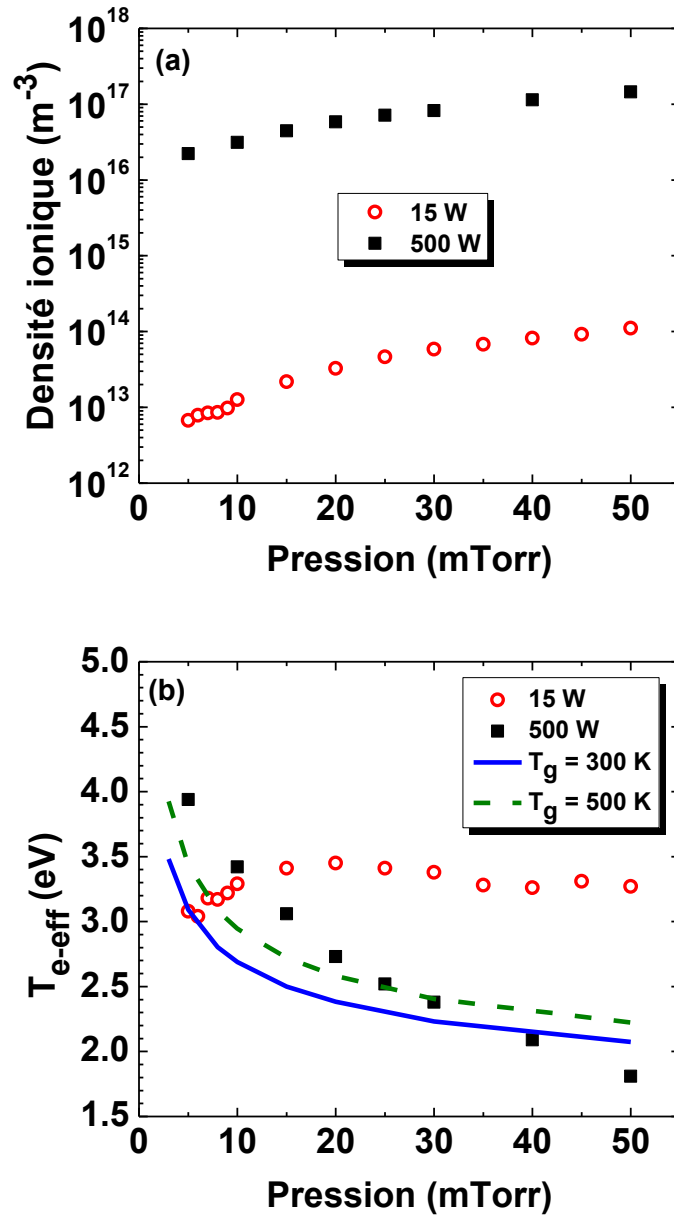 (a)
10^18
10^17
10^16
10^15
10^14
10^13
10^12
Densité ionique (m^-3)
15 W
500 W
0 10 20 30 40 50
Pression (mTorr)
(b)
5.0
4.5
4.0
3.5
3.0
2.5
2.0
1.5
T_e-eff (eV)
15 W
500 W
T_g = 300 K
T_g = 500 K
0 10 20 30 40 50
Pression (mTorr)